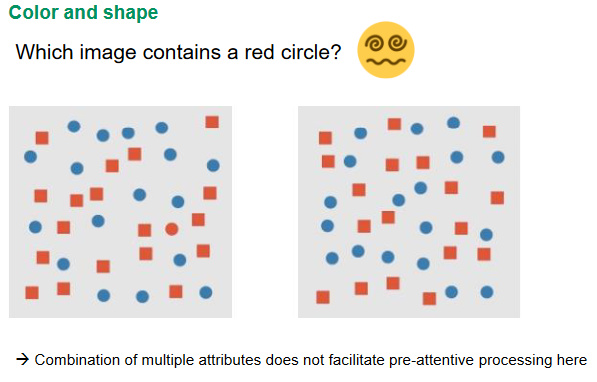 Color and shape
Which image contains a red circle?
→ Combination of multiple attributes does not facilitate pre-attentive processing here